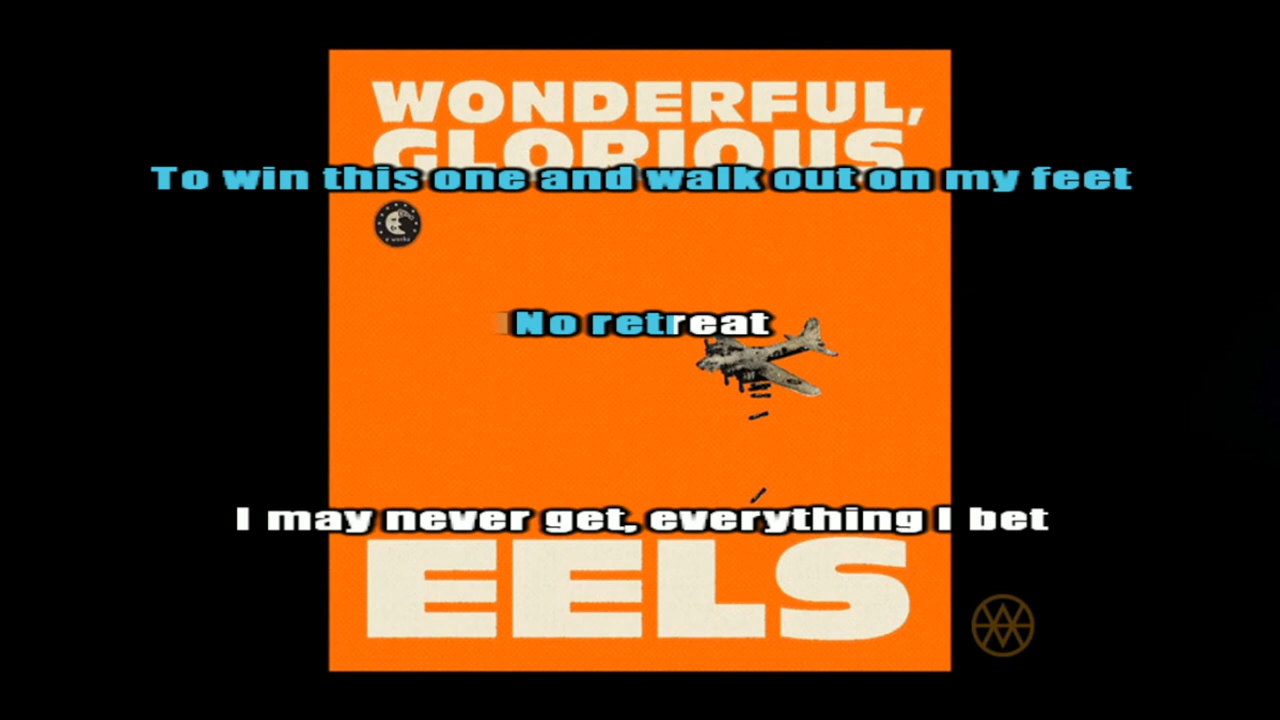 WONDERFUL,
GLORIOUS
To win this one and walk out on my feet
No retreat
I may never get, everything I bet
EELS